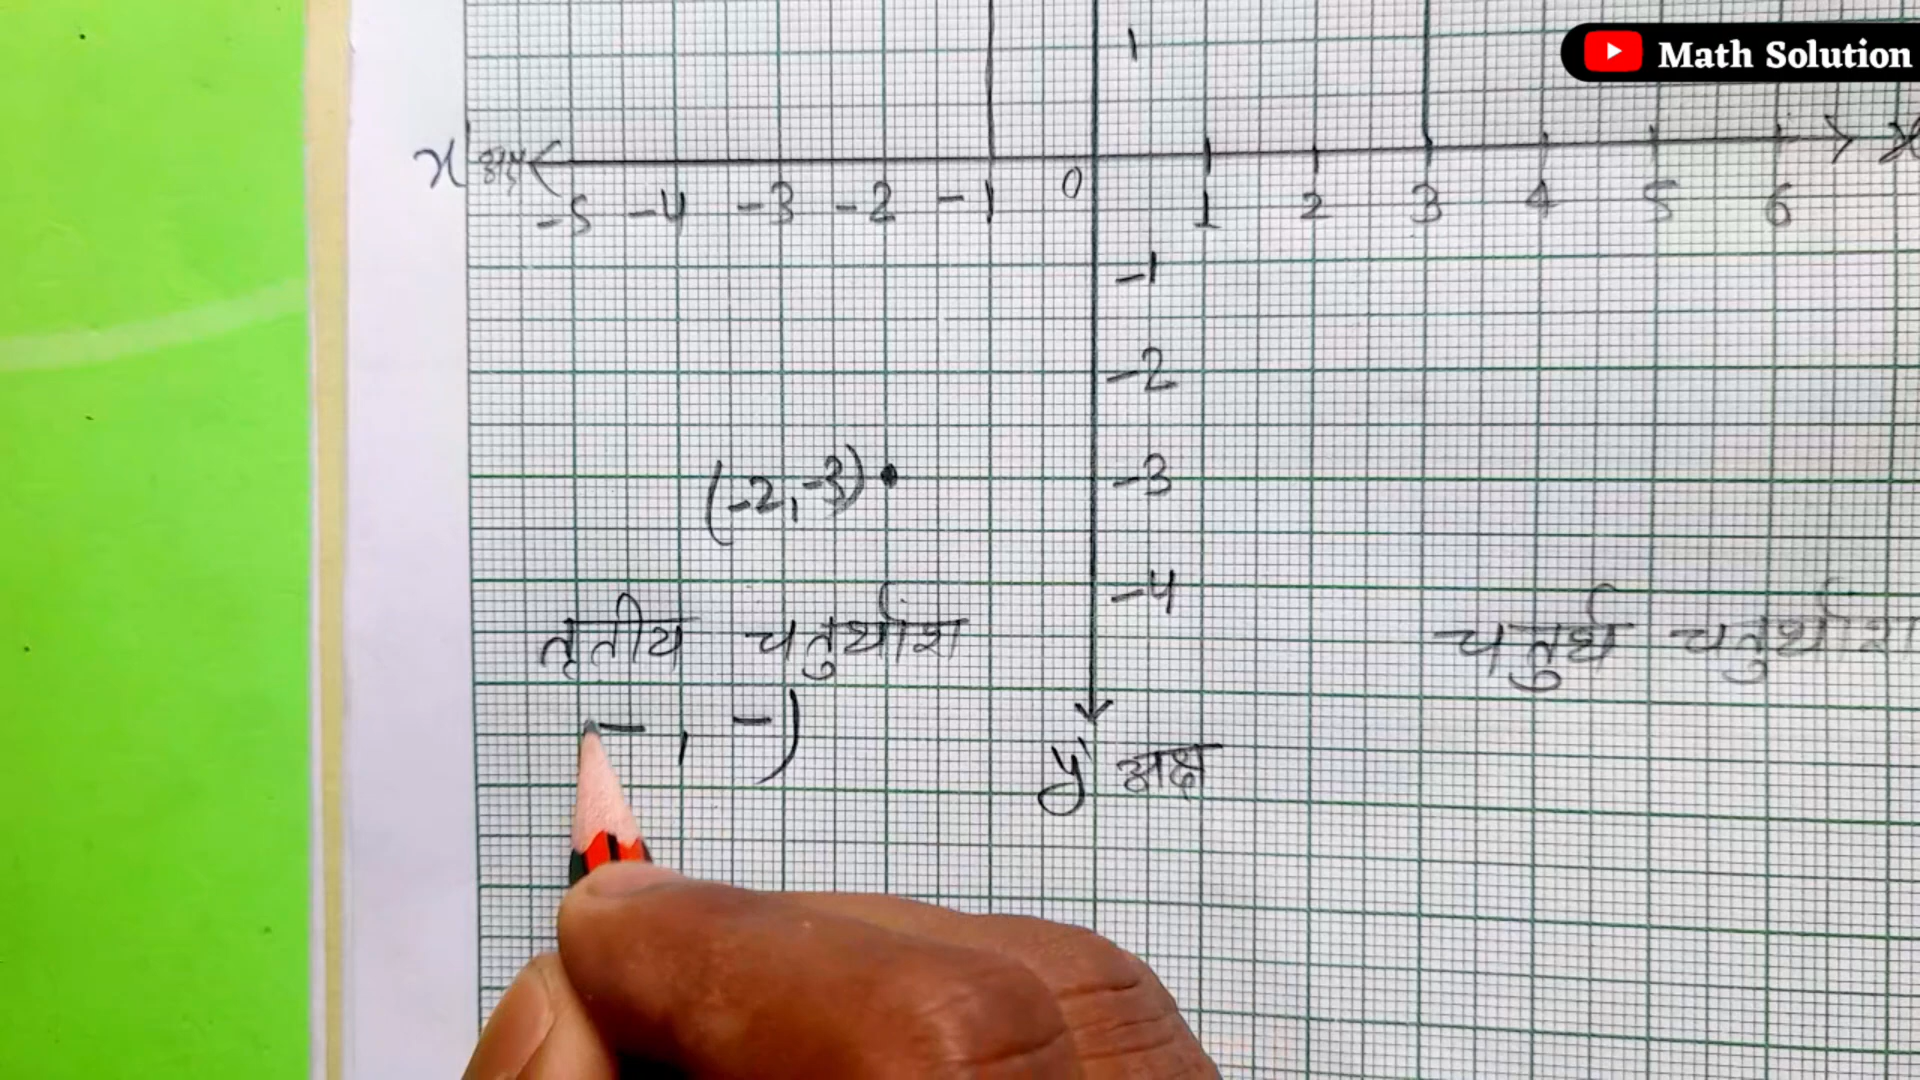 Math Solution
1
x' अक्ष
x
-5 -4 -3 -2 -1 0 1 2 3 4 5 6
-1
-2
(-2,-3) -3
-4
तृतीय चतुर्थांश चतुर्थ चतुर्थांश
-, -)
y' अक्ष